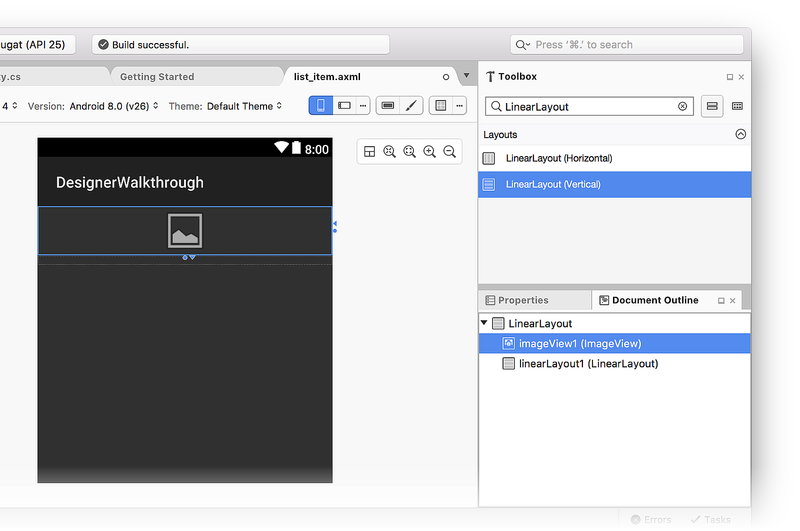 ugat (API 25)
Build successful.
Press ‘⌘.’ to search
ty.cs
Getting Started
list_item.axml
4
Version: Android 8.0 (v26)
Theme: Default Theme
Toolbox
LinearLayout
Layouts
LinearLayout (Horizontal)
LinearLayout (Vertical)
8:00
DesignerWalkthrough
Properties
Document Outline
LinearLayout
imageView1 (ImageView)
linearLayout1 (LinearLayout)
Errors
Tasks